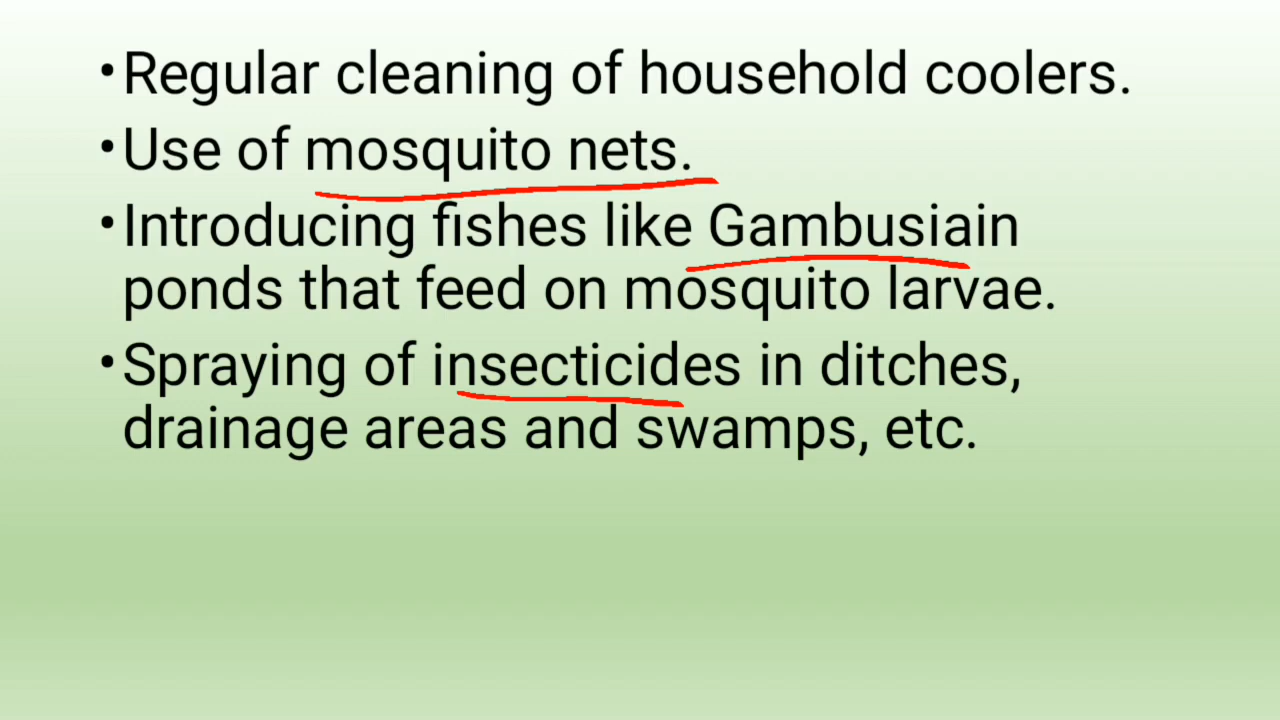 •Regular cleaning of household coolers.
•Use of mosquito nets.
•Introducing fishes like Gambusiain
ponds that feed on mosquito larvae.
•Spraying of insecticides in ditches,
drainage areas and swamps, etc.